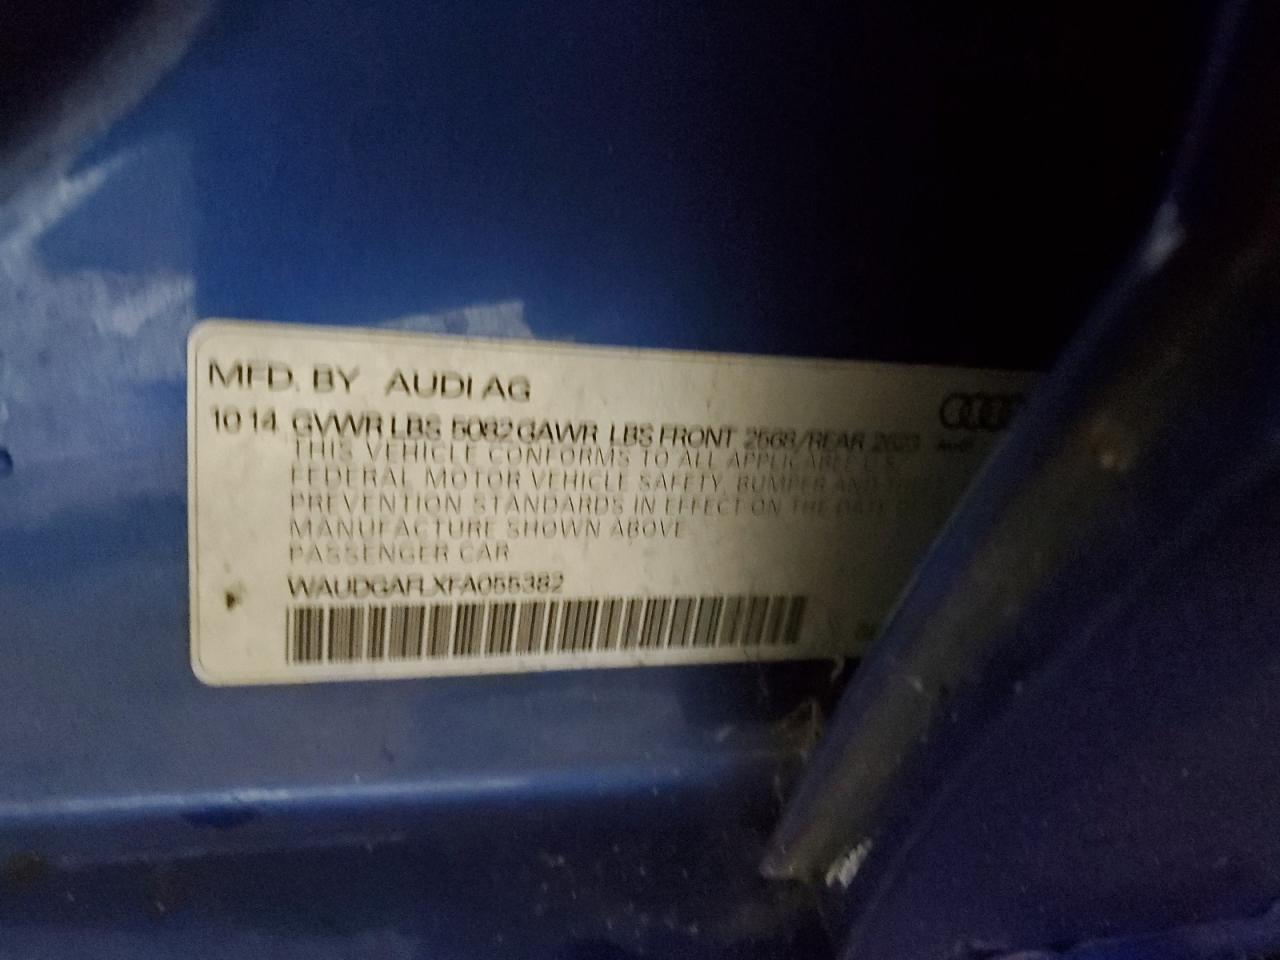 MFD. BY AUDI AG
10 14 GVWR LBS 5082 GAWR LBS FRONT 2568/REAR 2623
THIS VEHICLE CONFORMS TO ALL APPLICABLE U.S.
FEDERAL MOTOR VEHICLE SAFETY, BUMPER AND
PREVENTION STANDARDS IN EFFECT ON THE DATE
MANUFACTURE SHOWN ABOVE
PASSENGER CAR
WAUDGAFLXFA055382